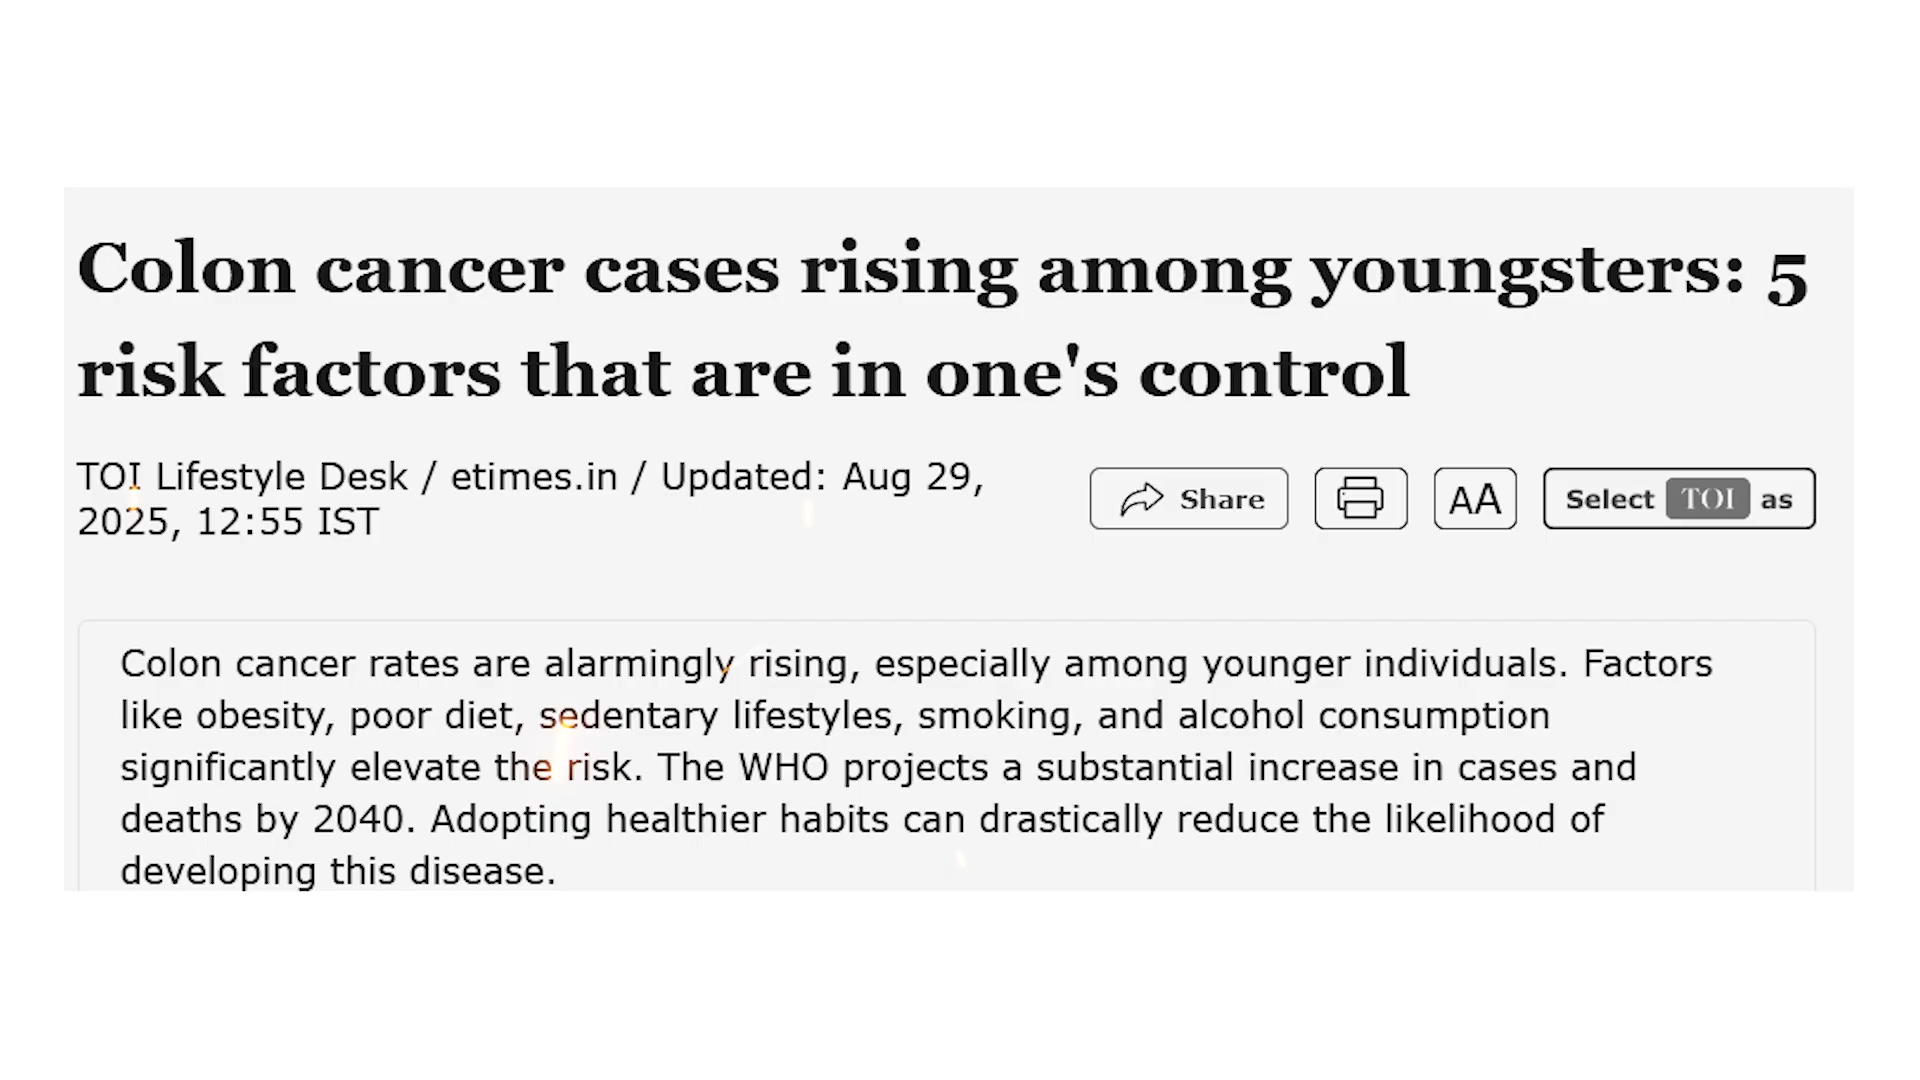 Colon cancer cases rising among youngsters: 5
risk factors that are in one's control
TOI Lifestyle Desk / etimes.in / Updated: Aug 29,
2025, 12:55 IST
Share
AA
Select TOI as
Colon cancer rates are alarmingly rising, especially among younger individuals. Factors
like obesity, poor diet, sedentary lifestyles, smoking, and alcohol consumption
significantly elevate the risk. The WHO projects a substantial increase in cases and
deaths by 2040. Adopting healthier habits can drastically reduce the likelihood of
developing this disease.